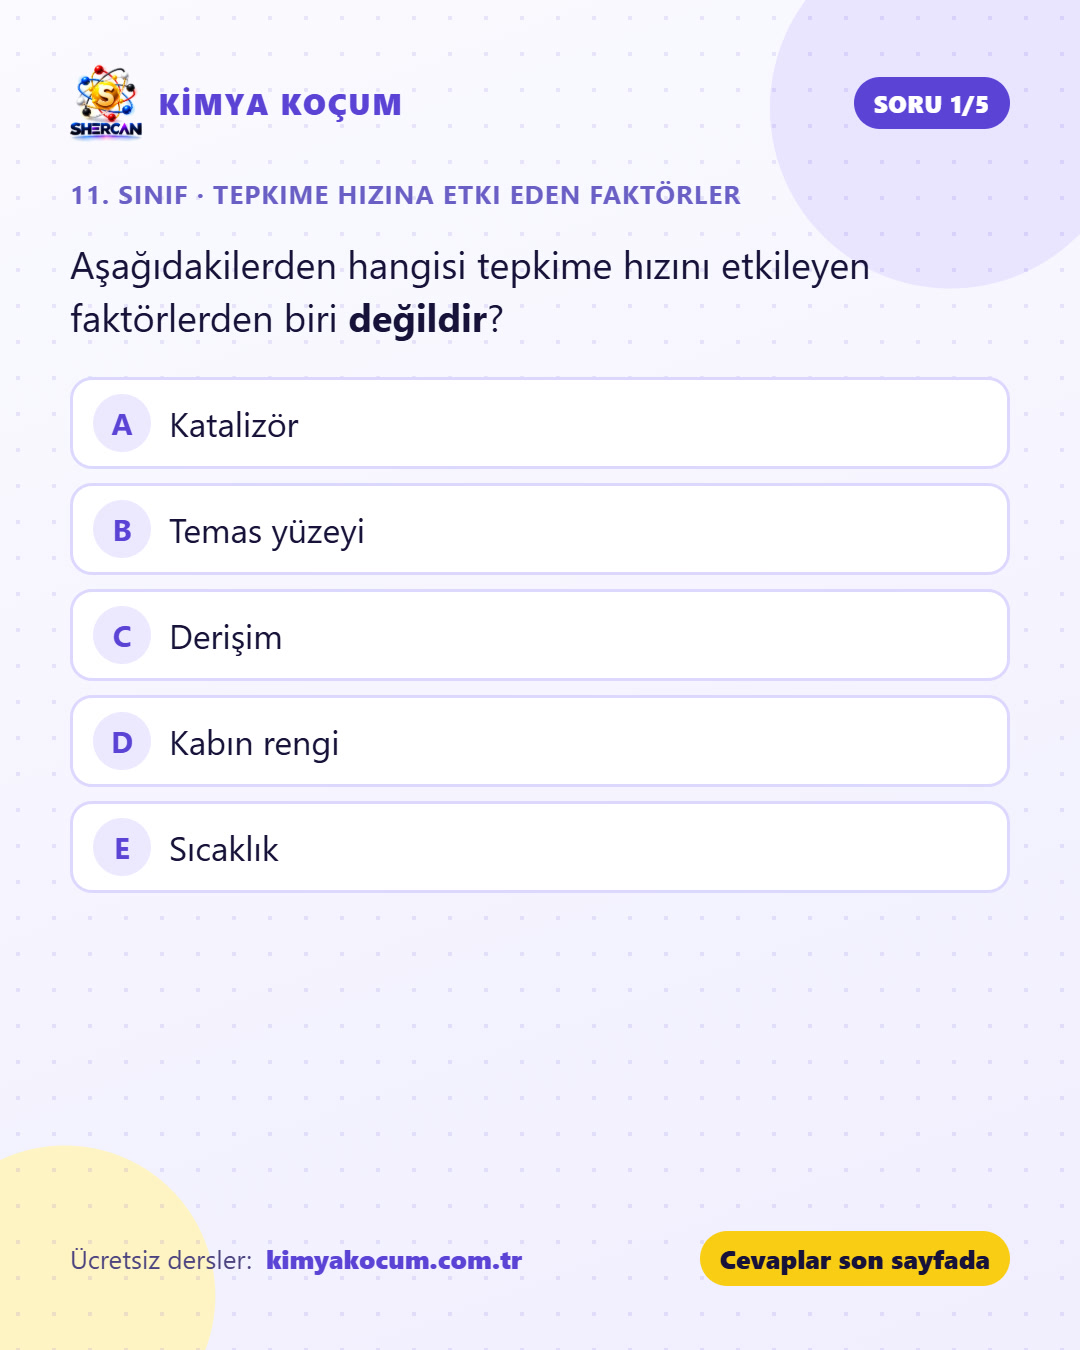 SHERCAN
KİMYA KOÇUM
SORU 1/5
11. SINIF · TEPKIME HIZINA ETKI EDEN FAKTÖRLER
Aşağıdakilerden hangisi tepkime hızını etkileyen
faktörlerden biri değildir?
A Katalizör
B Temas yüzeyi
C Derişim
D Kabın rengi
E Sıcaklık
Ücretsiz dersler: kimyakocum.com.tr
Cevaplar son sayfada